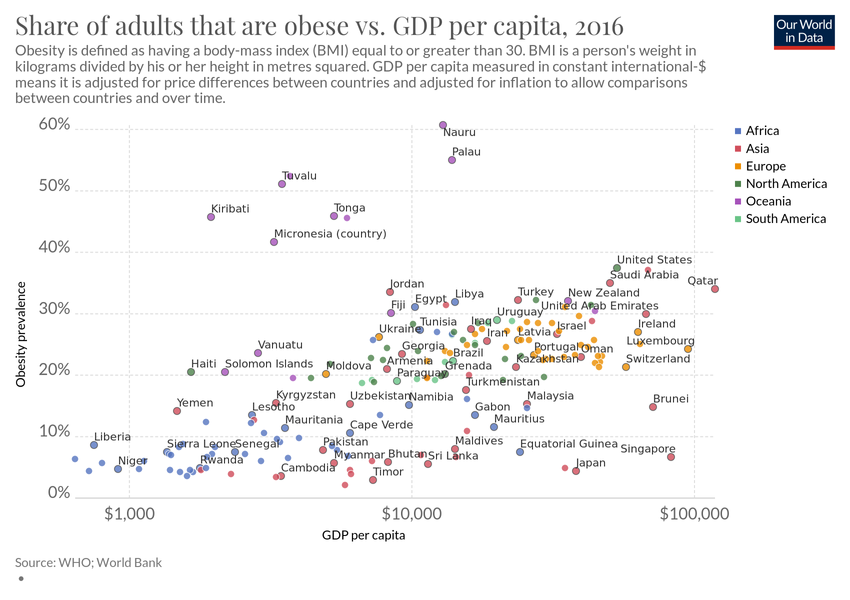 Share of adults that are obese vs. GDP per capita, 2016
Our World
in Data
Obesity is defined as having a body-mass index (BMI) equal to or greater than 30. BMI is a person's weight in
kilograms divided by his or her height in metres squared. GDP per capita measured in constant international-$
means it is adjusted for price differences between countries and adjusted for inflation to allow comparisons
between countries and over time.
60%
50%
40%
30%
20%
10%
0%
Obesity prevalence
Nauru
Palau
Tuvalu
Kiribati
Tonga
Micronesia (country)
United States
Saudi Arabia
Qatar
Jordan
Fiji
Egypt
Libya
Turkey
New Zealand
United Arab Emirates
Uruguay
Ukraine
Tunisia
Iraq
Iran
Latvia
Israel
Ireland
Luxembourg
Vanuatu
Georgia
Brazil
Portugal
Oman
Switzerland
Haiti
Solomon Islands
Moldova
Armenia
Grenada
Kazakhstan
Paraguay
Turkmenistan
Yemen
Kyrgyzstan
Uzbekistan
Namibia
Malaysia
Brunei
Lesotho
Mauritania
Cape Verde
Gabon
Mauritius
Liberia
Sierra Leone
Senegal
Pakistan
Maldives
Equatorial Guinea
Singapore
Niger
Rwanda
Myanmar
Bhutan
Sri Lanka
Cambodia
Timor
Japan
$1,000
$10,000
$100,000
GDP per capita
Africa
Asia
Europe
North America
Oceania
South America
Source: WHO; World Bank